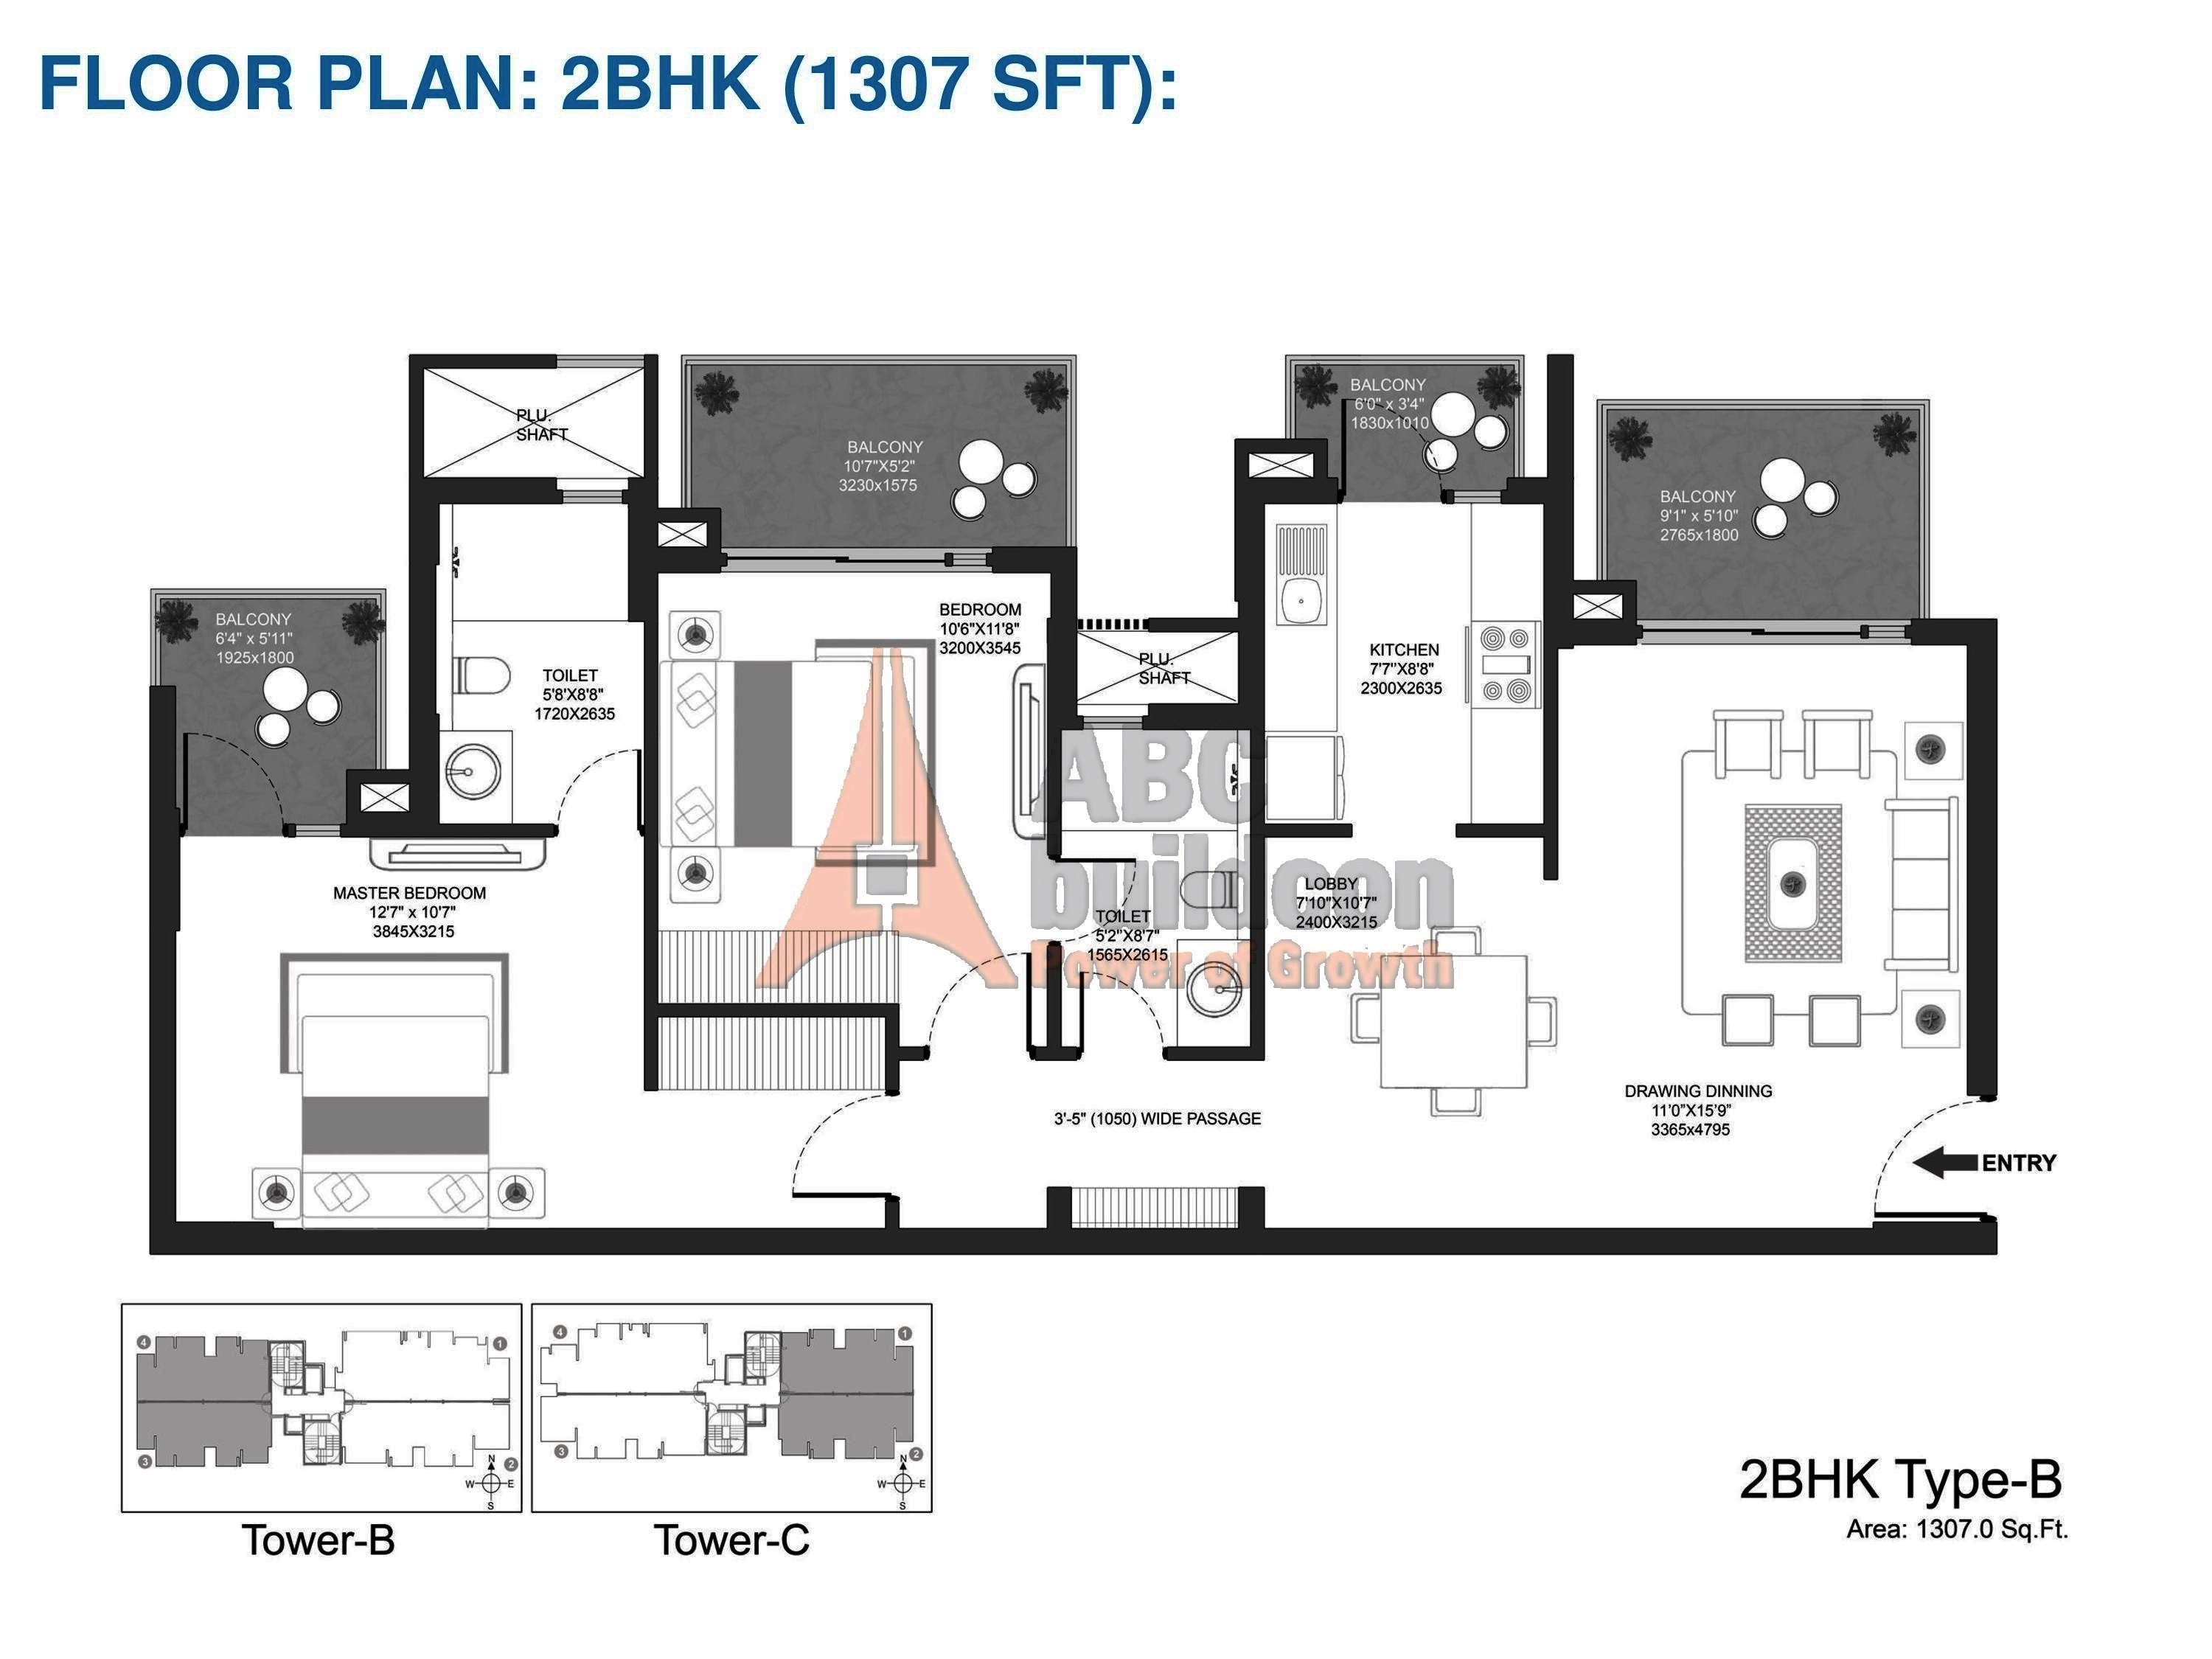 FLOOR PLAN: 2BHK (1307 SFT):
PLU.
SHAFT
BALCONY
10'7"X5'2"
3230x1575
BALCONY
6'0" x 3'4"
1830x1010
BALCONY
9'1" x 5'10"
2765x1800
BALCONY
6'4" x 5'11"
1925x1800
TOILET
5'8'X8'8"
1720X2635
BEDROOM
10'6"X11'8"
3200X3545
PLU.
SHAFT
KITCHEN
7'7"X8'8"
2300X2635
ABC
buildcon
Power of Growth
MASTER BEDROOM
12'7" x 10'7"
3845X3215
TOILET
5'2"X8'7"
1565X2615
LOBBY
7'10"X10'7"
2400X3215
DRAWING DINNING
11'0"X15'9"
3365x4795
3'-5" (1050) WIDE PASSAGE
ENTRY
4
1
3
2
N
W E
S
Tower-B
4
1
3
2
N
W E
S
Tower-C
2BHK Type-B
Area: 1307.0 Sq.Ft.